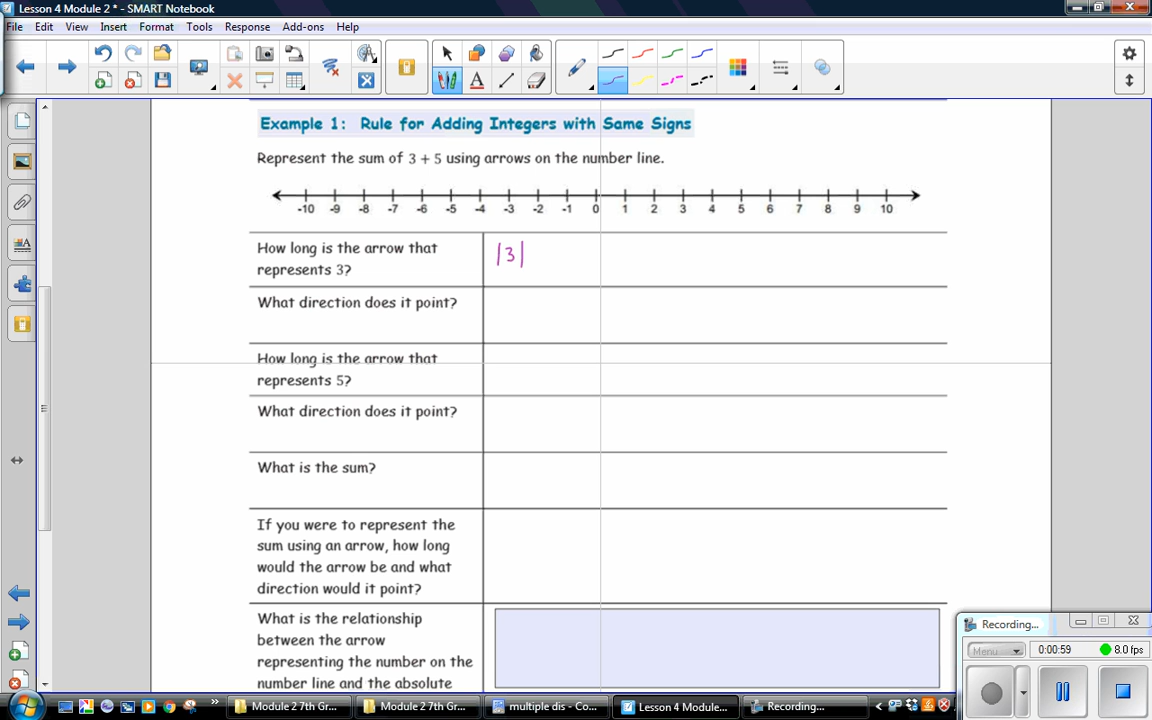 Lesson 4 Module 2 * - SMART Notebook
File Edit View Insert Format Tools Response Add-ons Help
Example 1: Rule for Adding Integers with Same Signs
Represent the sum of 3 + 5 using arrows on the number line.
-10 -9 -8 -7 -6 -5 -4 -3 -2 -1 0 1 2 3 4 5 6 7 8 9 10
How long is the arrow that
represents 3?
|3|
What direction does it point?
How long is the arrow that
represents 5?
What direction does it point?
What is the sum?
If you were to represent the
sum using an arrow, how long
would the arrow be and what
direction would it point?
What is the relationship
between the arrow
representing the number on the
number line and the absolute
Recording...
Menu 0:00:59 8.0 fps
Module 2 7th Gr... Module 2 7th Gr... multiple dis - Co... Lesson 4 Module... Recording...